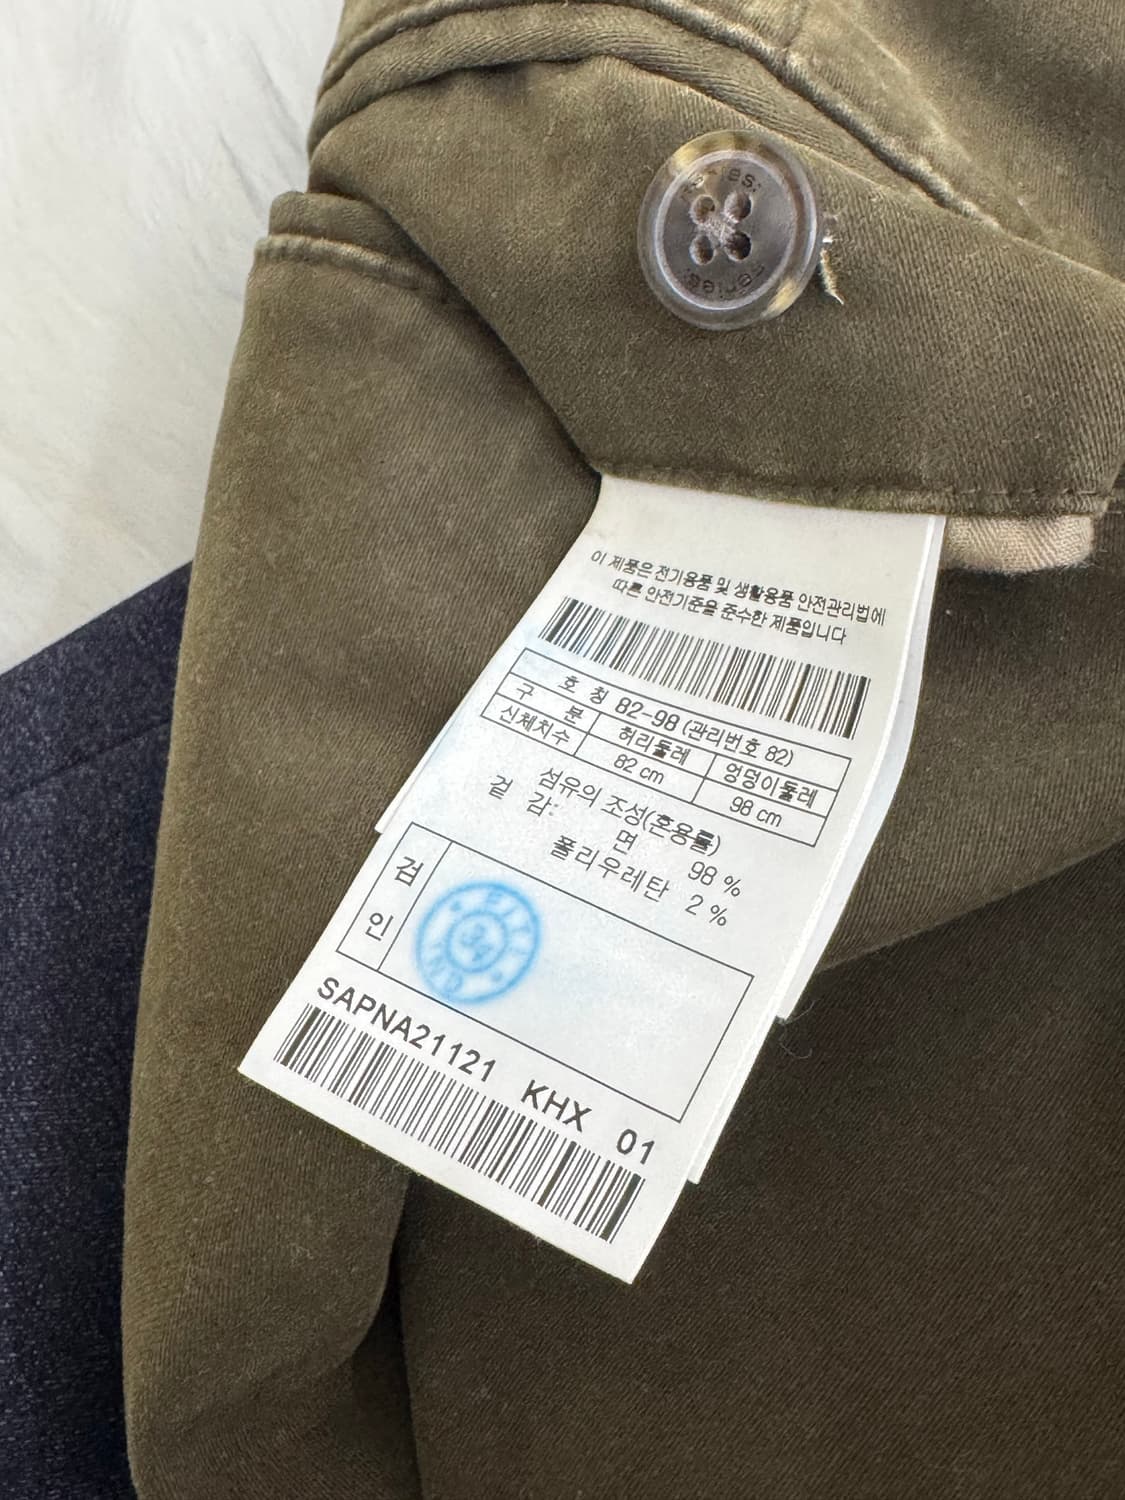 series;
series;
이 제품은 전기용품 및 생활용품 안전관리법에
따른 안전기준을 준수한 제품입니다
호 칭 82-98 (관리번호 82)
구 분 허리둘레 엉덩이둘레
신체치수 82 cm 98 cm
섬유의 조성(혼용률)
겉 감: 면 98 %
폴리우레탄 2 %
검
인
SAPNA21121 KHX 01